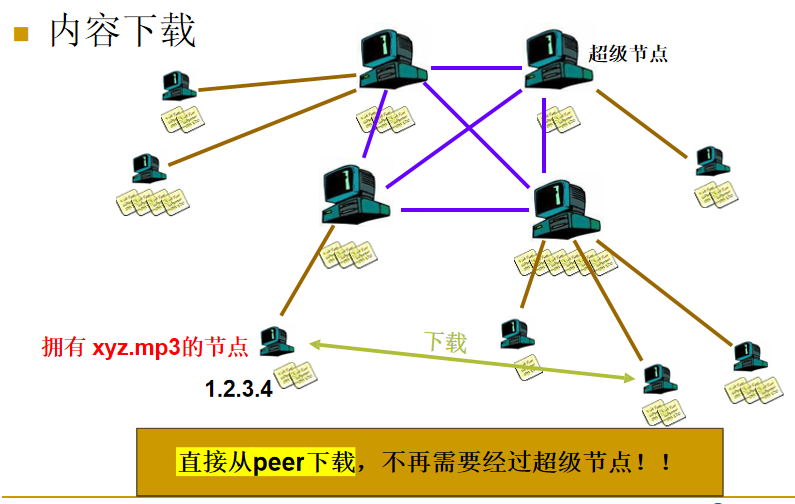 内容下载
超级节点
拥有 xyz.mp3的节点
下载
1.2.3.4
直接从peer下载，不再需要经过超级节点！！